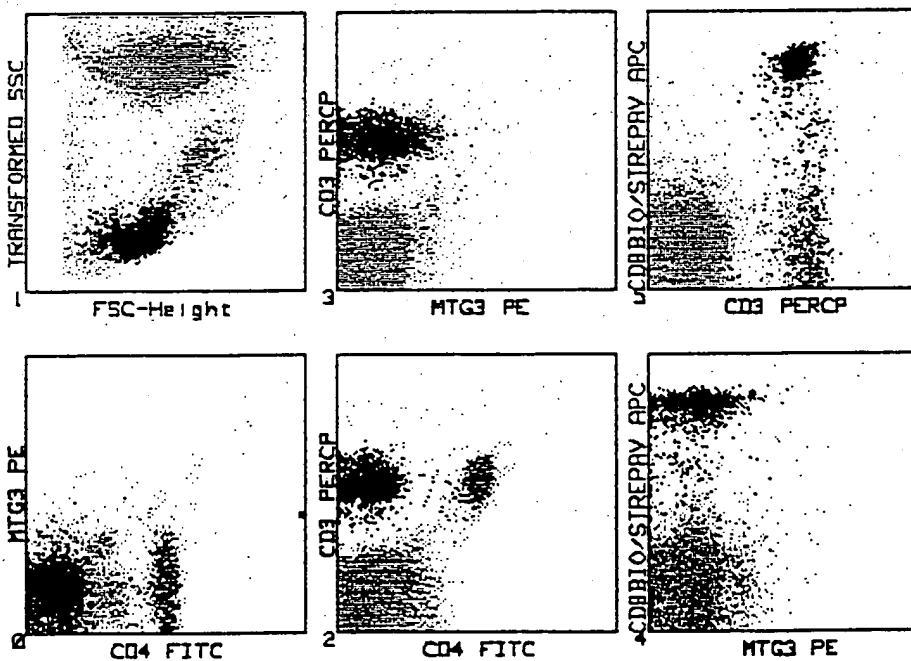 TRANSFORMED SSC
1
FSC-Height
CD3 PERCP
3
MTG3 PE
CD8BIO/STREPAV APC
5
CD3 PERCP
MTG3 PE
0
CD4 FITC
CD3 PERCP
2
CD4 FITC
CD8BIO/STREPAV APC
4
MTG3 PE